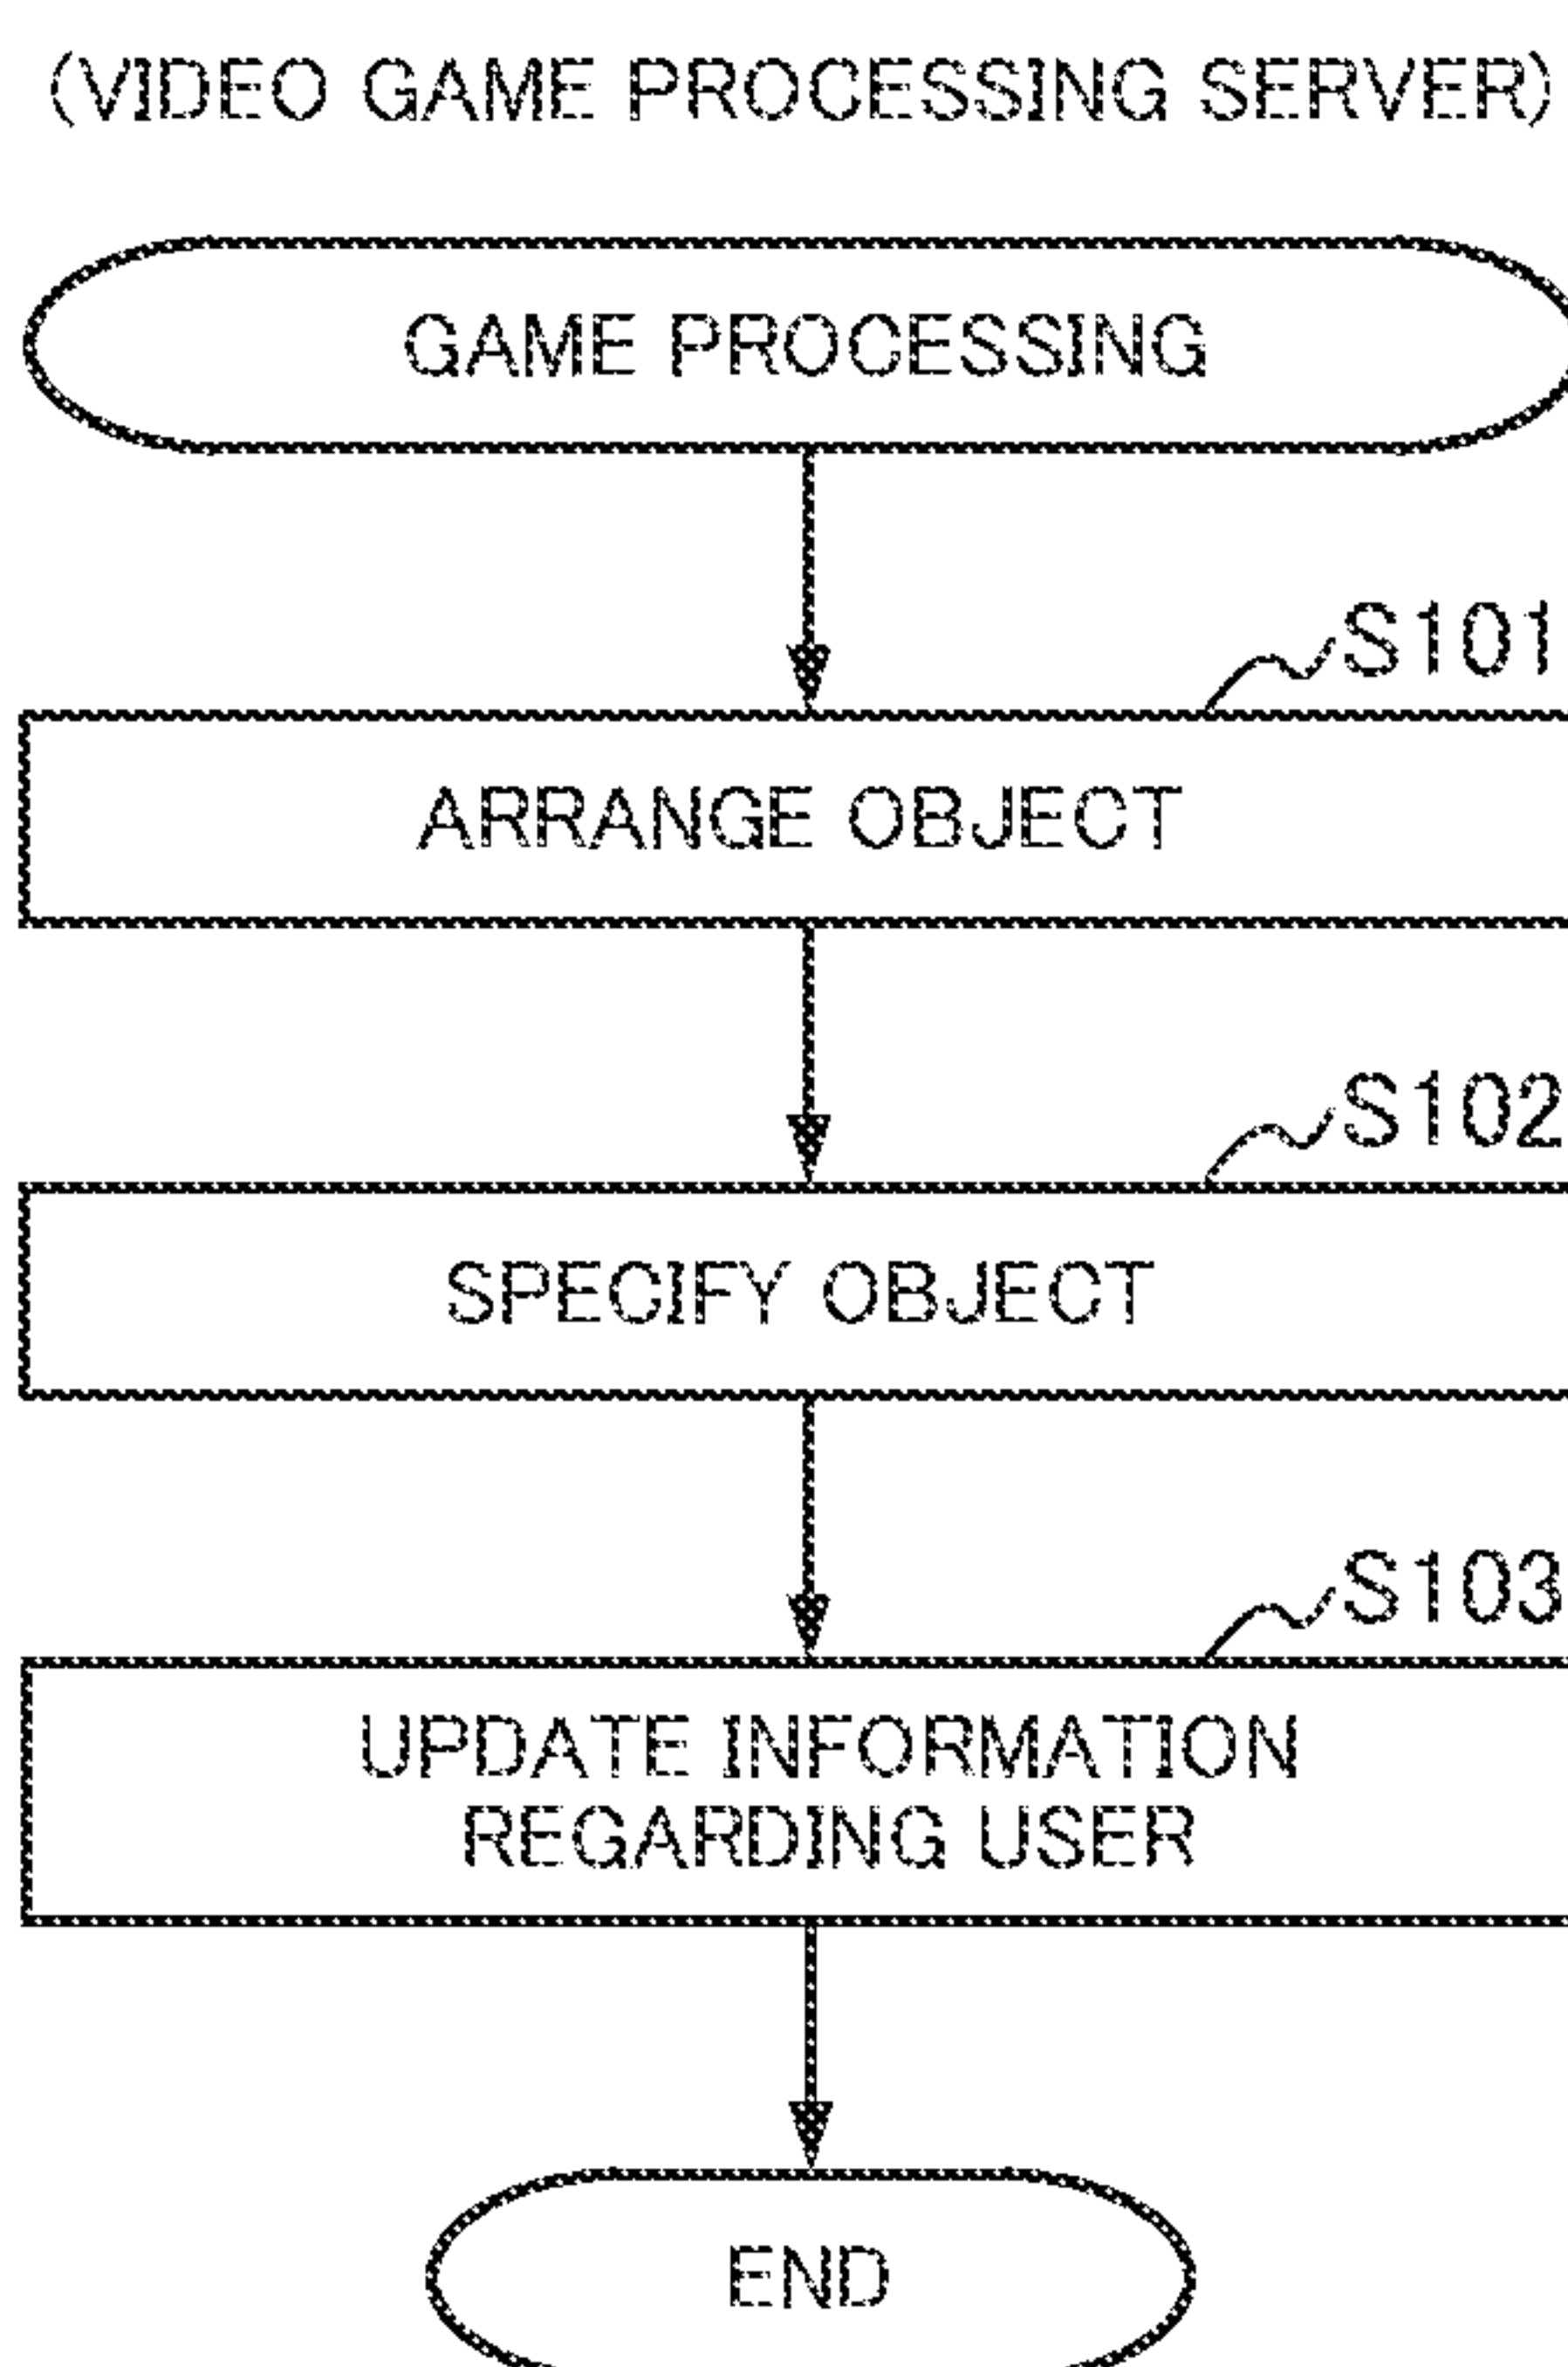 (VIDEO GAME PROCESSING SERVER)
GAME PROCESSING
S101
ARRANGE OBJECT
S102
SPECIFY OBJECT
S103
UPDATE INFORMATION
REGARDING USER
END